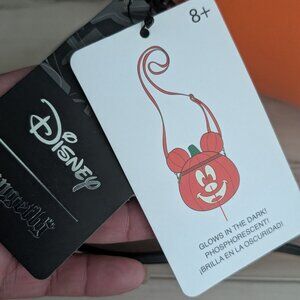 8+
Disney
GLOWS IN THE DARK!
PHOSPHORESCENT!
¡BRILLA EN LA OSCURIDAD!